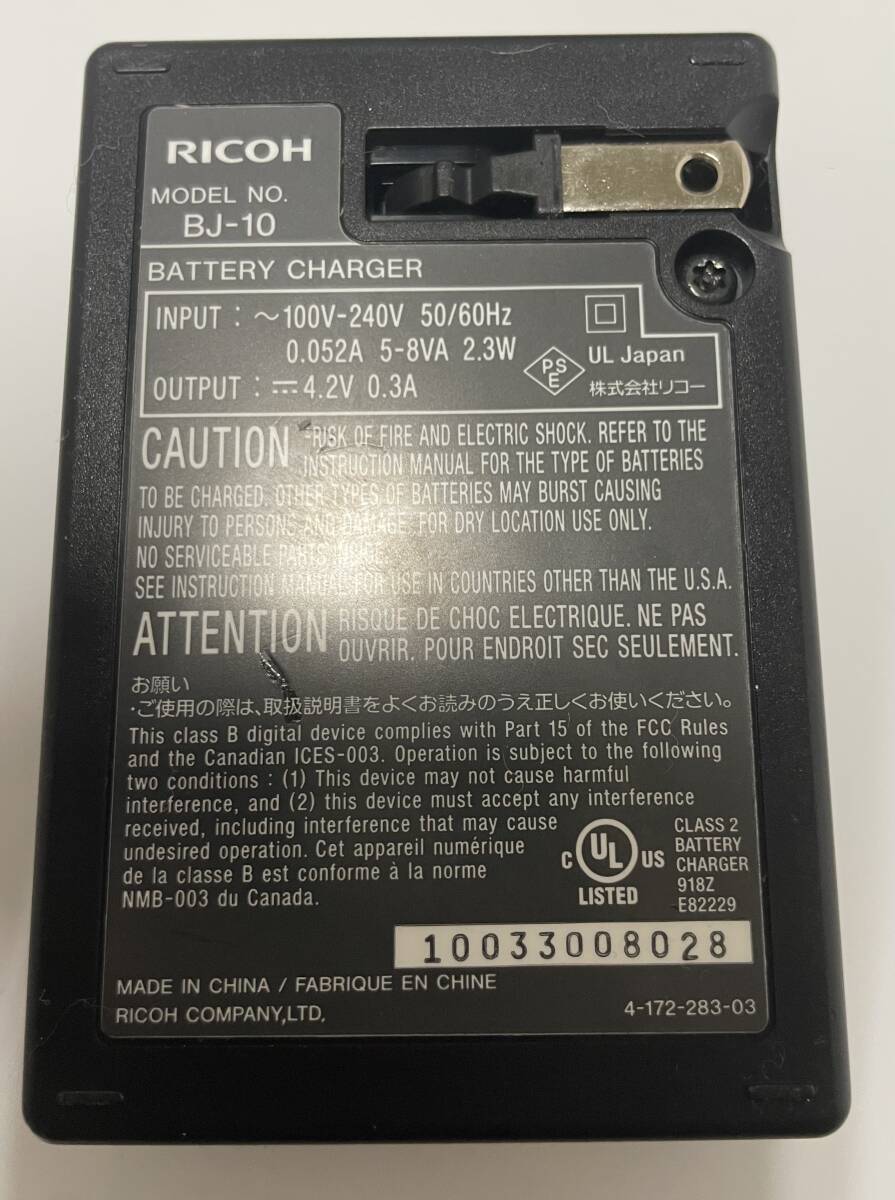 RICOH
MODEL NO.
BJ-10
BATTERY CHARGER
INPUT : ～100V-240V 50/60Hz
0.052A 5-8VA 2.3W
OUTPUT : ⎓4.2V 0.3A
PS
E
UL Japan
株式会社リコー
CAUTION RISK OF FIRE AND ELECTRIC SHOCK. REFER TO THE
INSTRUCTION MANUAL FOR THE TYPE OF BATTERIES
TO BE CHARGED. OTHER TYPES OF BATTERIES MAY BURST CAUSING
INJURY TO PERSONS AND DAMAGE. FOR DRY LOCATION USE ONLY.
NO SERVICEABLE PARTS INSIDE.
SEE INSTRUCTION MANUAL FOR USE IN COUNTRIES OTHER THAN THE U.S.A.
ATTENTION RISQUE DE CHOC ELECTRIQUE. NE PAS
OUVRIR. POUR ENDROIT SEC SEULEMENT.
お願い
・ご使用の際は、取扱説明書をよくお読みのうえ正しくお使いください。
This class B digital device complies with Part 15 of the FCC Rules
and the Canadian ICES-003. Operation is subject to the following
two conditions : (1) This device may not cause harmful
interference, and (2) this device must accept any interference
received, including interference that may cause
undesired operation. Cet appareil numérique
de la classe B est conforme à la norme
NMB-003 du Canada.
C UL US
LISTED
CLASS 2
BATTERY
CHARGER
918Z
E82229
10033008028
MADE IN CHINA / FABRIQUE EN CHINE
RICOH COMPANY,LTD.
4-172-283-03